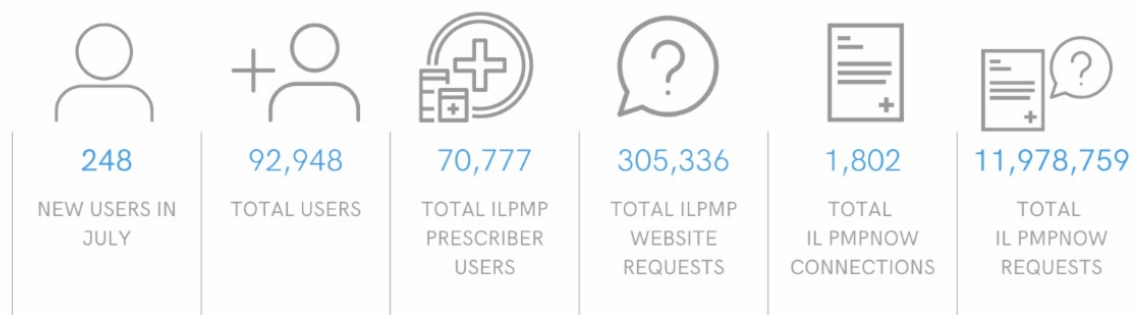 248
NEW USERS IN
JULY
92,948
TOTAL USERS
70,777
TOTAL ILPMP
PRESCRIBER
USERS
305,336
TOTAL ILPMP
WEBSITE
REQUESTS
1,802
TOTAL
IL PMPNOW
CONNECTIONS
11,978,759
TOTAL
IL PMPNOW
REQUESTS